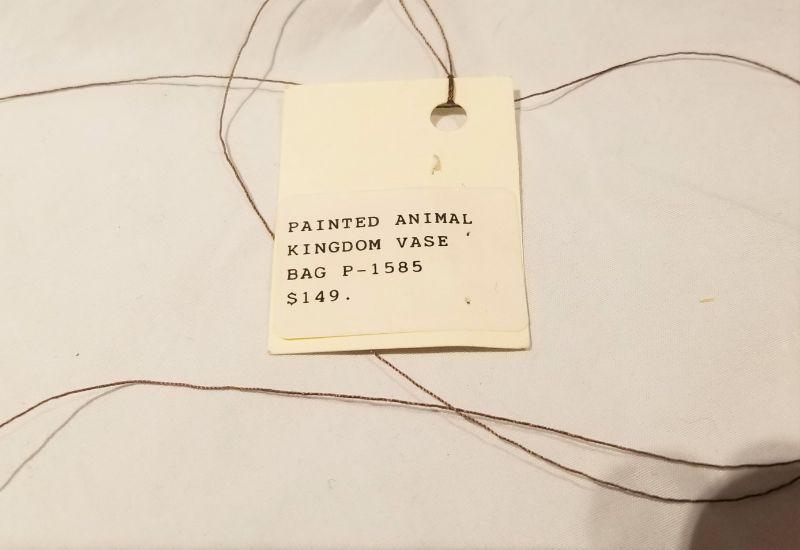 PAINTED ANIMAL
KINGDOM VASE
BAG P-1585
$149.